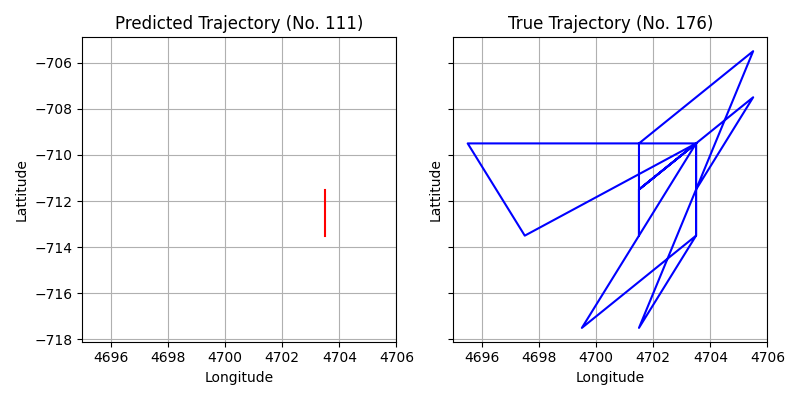 Predicted Trajectory (No. 111)
True Trajectory (No. 176)
Lattitude
−706
−708
−710
−712
−714
−716
−718
4696 4698 4700 4702 4704 4706
Longitude
Lattitude
4696 4698 4700 4702 4704 4706
Longitude